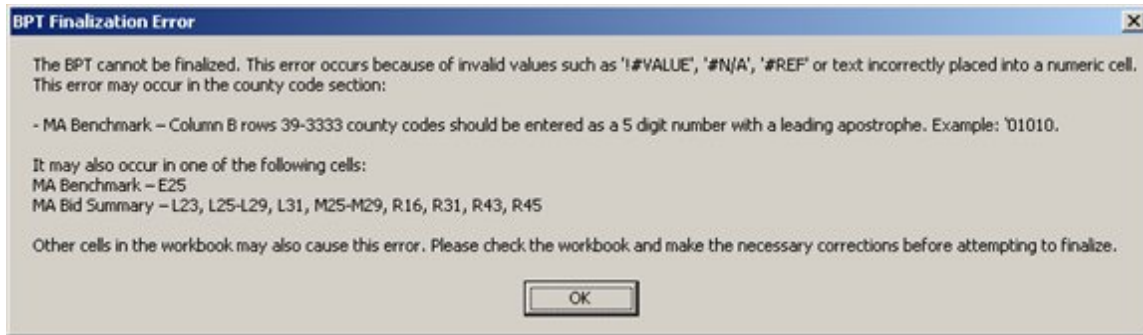 BPT Finalization Error
The BPT cannot be finalized. This error occurs because of invalid values such as '!#VALUE', '#N/A', '#REF' or text incorrectly placed into a numeric cell.
This error may occur in the county code section:
- MA Benchmark – Column B rows 39-3333 county codes should be entered as a 5 digit number with a leading apostrophe. Example: '01010.
It may also occur in one of the following cells:
MA Benchmark – E25
MA Bid Summary – L23, L25-L29, L31, M25-M29, R16, R31, R43, R45
Other cells in the workbook may also cause this error. Please check the workbook and make the necessary corrections before attempting to finalize.
OK